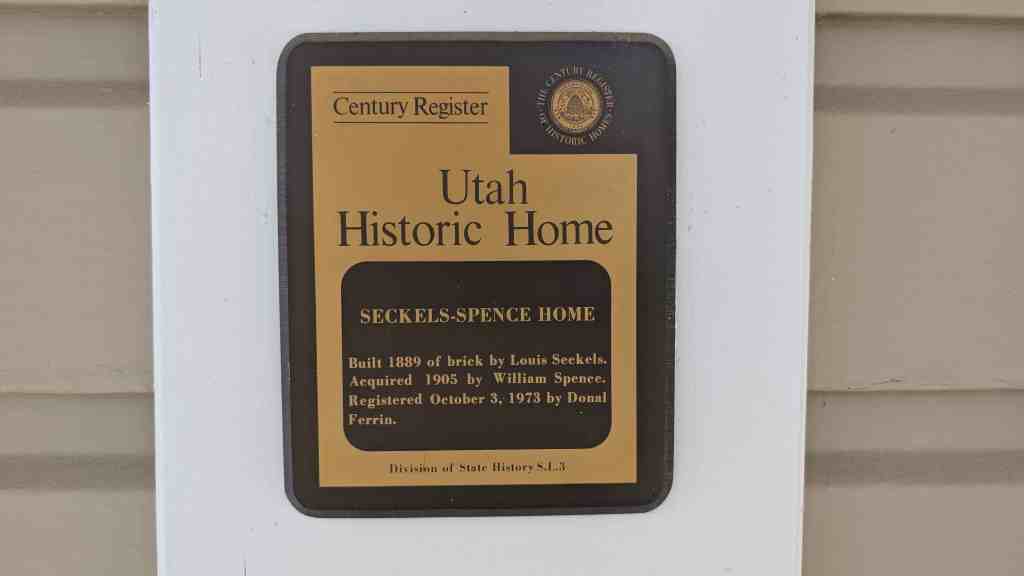 Century Register
THE CENTURY REGISTER
OF HISTORIC HOMES
Utah
Historic Home
SECKELS-SPENCE HOME
Built 1889 of brick by Louis Seckels.
Acquired 1905 by William Spence.
Registered October 3, 1973 by Donal
Ferrin.
Division of State History S.L.3